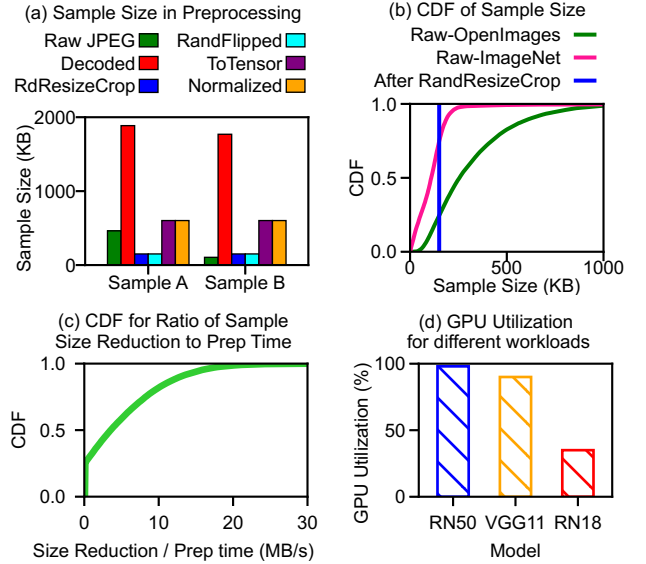 (a) Sample Size in Preprocessing
Raw JPEG
RandFlipped
Decoded
ToTensor
RdResizeCrop
Normalized
Sample Size (KB)
2000
1000
0
Sample A
Sample B
(b) CDF of Sample Size
Raw-OpenImages
Raw-ImageNet
After RandResizeCrop
CDF
1.0
0.5
0.0
0
500
1000
Sample Size (KB)
(c) CDF for Ratio of Sample
Size Reduction to Prep Time
CDF
1.0
0.5
0.0
0
10
20
30
Size Reduction / Prep time (MB/s)
(d) GPU Utilization
for different workloads
GPU Utilization (%)
100
50
0
RN50
VGG11
RN18
Model